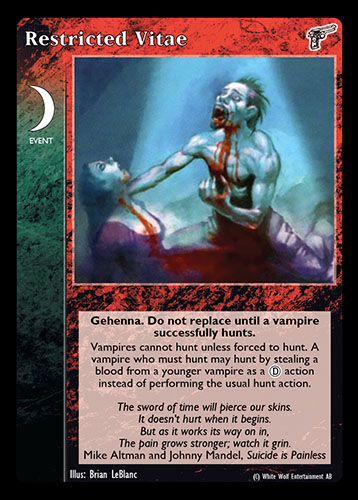 Restricted Vitae
EVENT
Gehenna. Do not replace until a vampire
successfully hunts.
Vampires cannot hunt unless forced to hunt. A
vampire who must hunt may hunt by stealing a
blood from a younger vampire as a Ⓓ action
instead of performing the usual hunt action.
The sword of time will pierce our skins.
It doesn't hurt when it begins.
But as it works its way on in,
The pain grows stronger; watch it grin.
Mike Altman and Johnny Mandel, Suicide is Painless
Illus: Brian LeBlanc
(C) White Wolf Entertainment AB